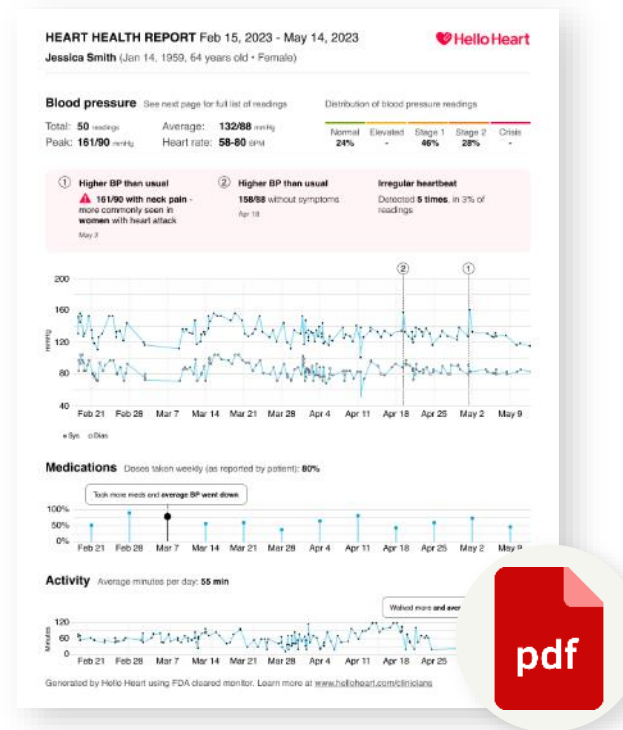 HEART HEALTH REPORT Feb 15, 2023 - May 14, 2023
Hello Heart
Jessica Smith (Jan 14, 1959, 64 years old • Female)
Blood pressure See next page for full list of readings
Distribution of blood pressure readings
Total: 50 readings Average: 132/88 mmHg
Peak: 161/90 mmHg Heart rate: 58-80 BPM
Normal Elevated Stage 1 Stage 2 Crisis
24% - 46% 28% -
1 Higher BP than usual
161/90 with neck pain -
more commonly seen in
women with heart attack
May 2
2 Higher BP than usual
158/88 without symptoms
Apr 18
Irregular heartbeat
Detected 5 times, in 3% of
readings
2 1
200
160
120
80
40
mmHg
Feb 21 Feb 28 Mar 7 Mar 14 Mar 21 Mar 28 Apr 4 Apr 11 Apr 18 Apr 25 May 2 May 9
Sys Dias
Medications Doses taken weekly (as reported by patient): 80%
Took more meds and average BP went down
100%
50%
0%
Feb 21 Feb 28 Mar 7 Mar 14 Mar 21 Mar 28 Apr 4 Apr 11 Apr 18 Apr 25 May 2 May 9
Activity Average minutes per day: 55 min
Walked more and aver
120
60
0
Minutes
Feb 21 Feb 28 Mar 7 Mar 14 Mar 21 Mar 28 Apr 4 Apr 11 Apr 18 Apr 25
Generated by Hello Heart using FDA cleared monitor. Learn more at www.helloheart.com/clinicians
pdf